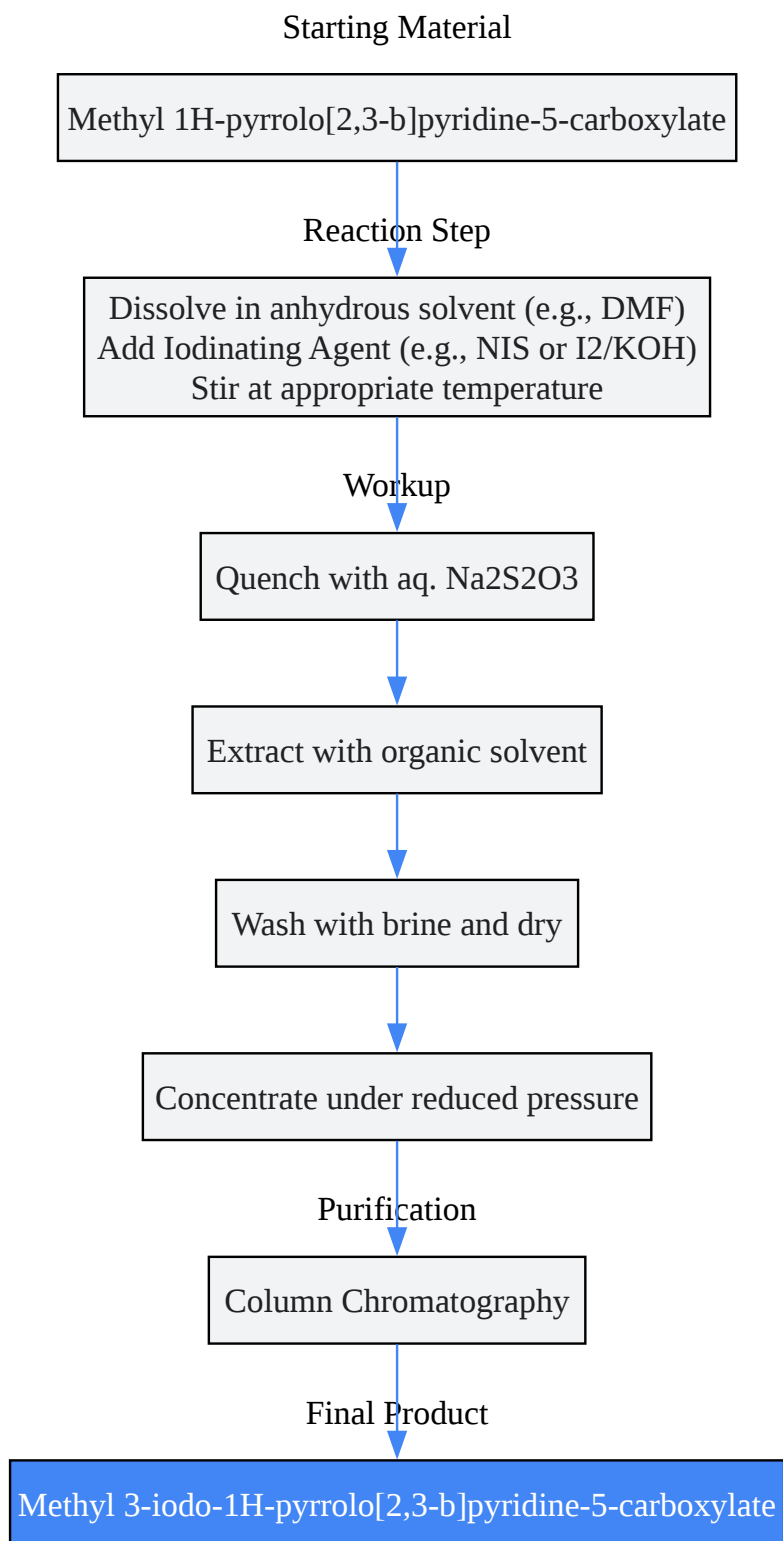 Starting Material
Methyl 1H-pyrrolo[2,3-b]pyridine-5-carboxylate
Reaction Step
Dissolve in anhydrous solvent (e.g., DMF)
Add Iodinating Agent (e.g., NIS or I2/KOH)
Stir at appropriate temperature
Workup
Quench with aq. Na2S2O3
Extract with organic solvent
Wash with brine and dry
Concentrate under reduced pressure
Purification
Column Chromatography
Final Product
Methyl 3-iodo-1H-pyrrolo[2,3-b]pyridine-5-carboxylate